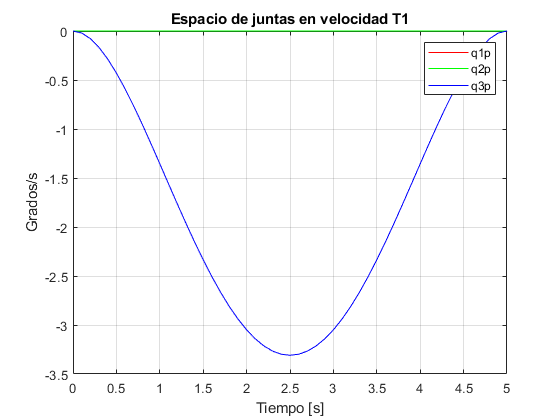 Espacio de juntas en velocidad T1
q1p
q2p
q3p
0
-0.5
-1
-1.5
-2
-2.5
-3
-3.5
Grados/s
0 0.5 1 1.5 2 2.5 3 3.5 4 4.5 5
Tiempo [s]